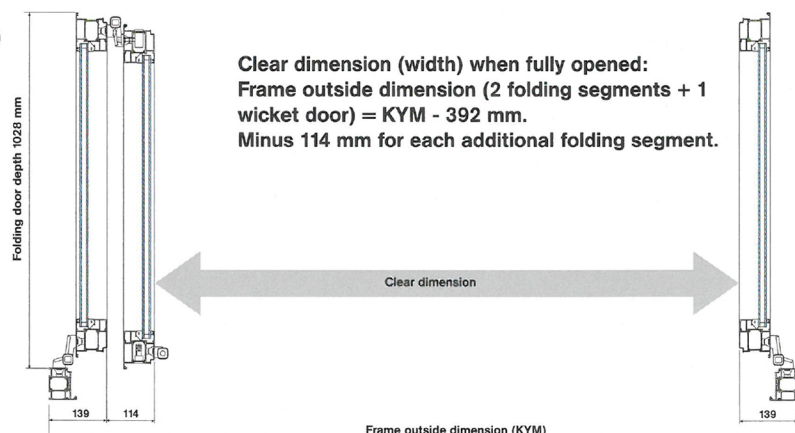 Clear dimension (width) when fully opened:
Frame outside dimension (2 folding segments + 1
wicket door) = KYM - 392 mm.
Minus 114 mm for each additional folding segment.
Folding door depth 1028 mm
Clear dimension
139
114
139
Frame outside dimension (KYM)